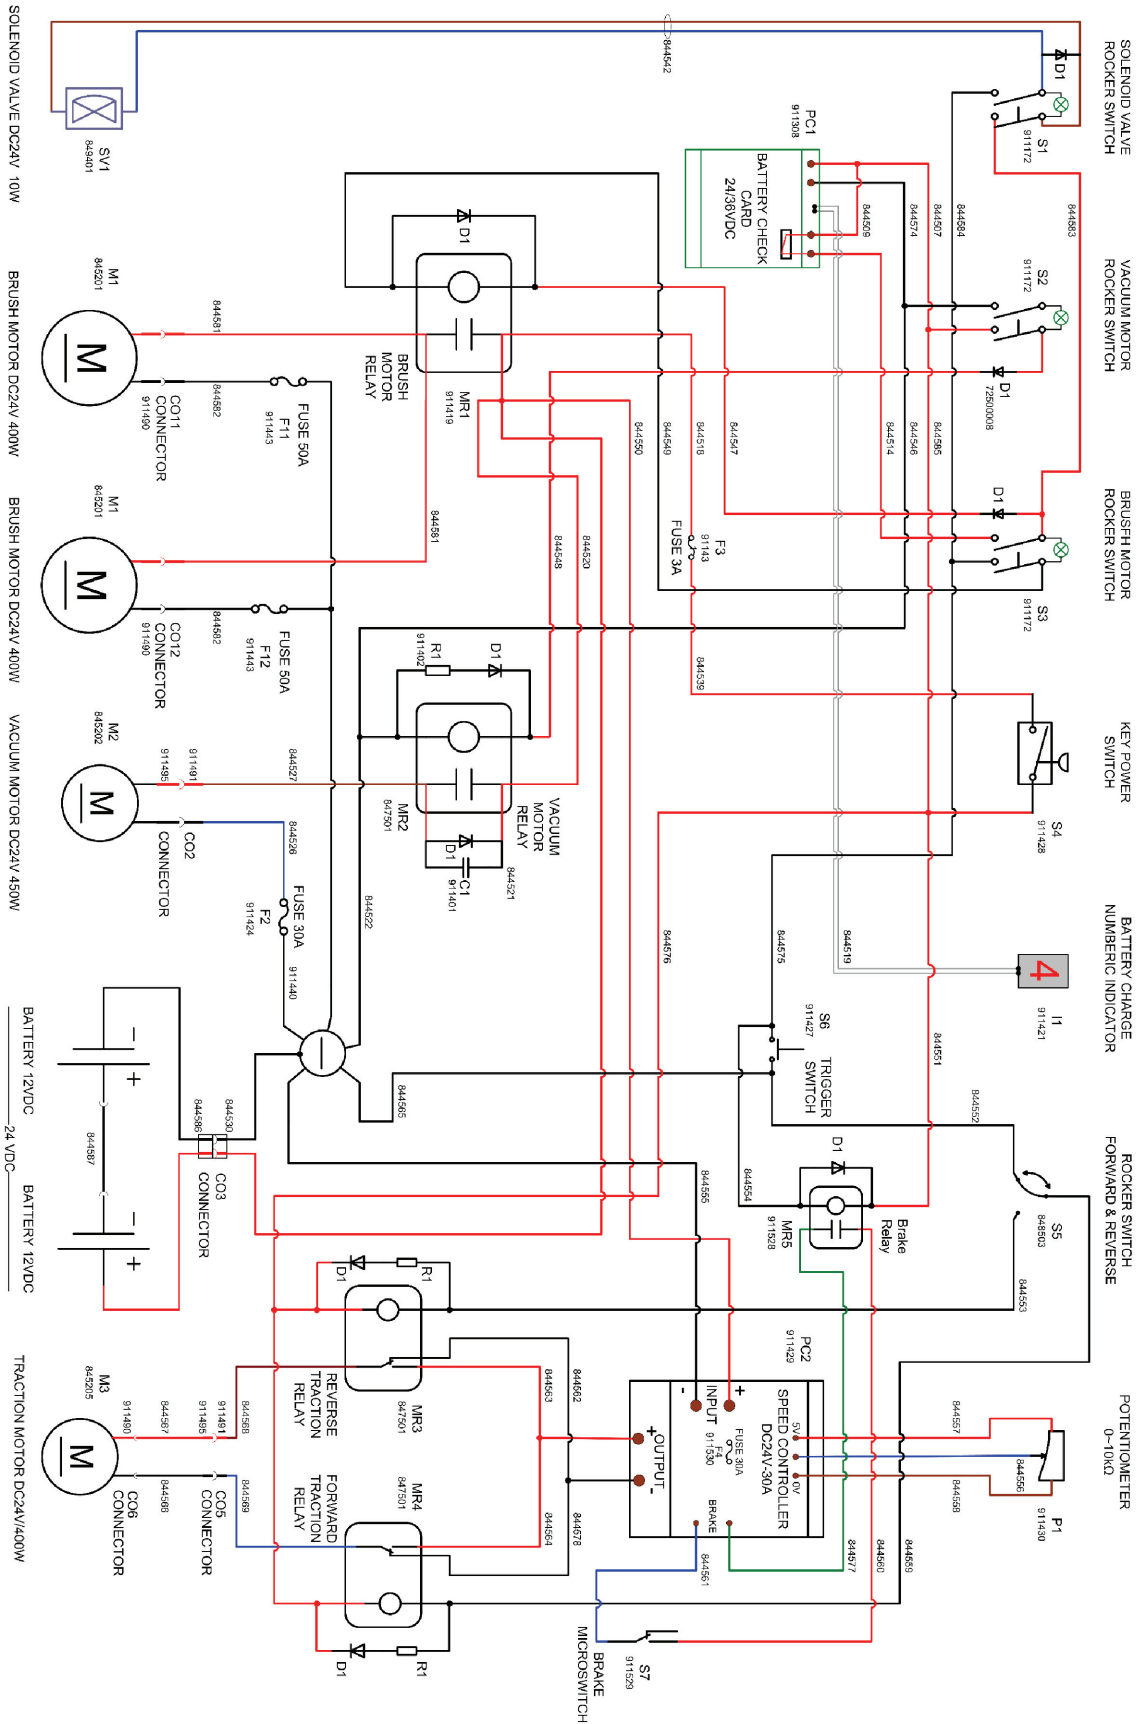 SOLENOID VALVE
ROCKER SWITCH
VACUUM MOTOR
ROCKER SWITCH
BRUSFH MOTOR
ROCKER SWITCH
KEY POWER
SWITCH
BATTERY CHARGE
NUMBERIC INDICATOR
ROCKER SWITCH
FORWARD & REVERSE
POTENTIOMETER
0~10kΩ
D1
S1
911172
S2
911172
D1
72500008
D1
S3
911172
S4
911428
4
I1
911421
S5
848503
P1
911430
844542
844583
844584
844507
844574
844509
PC1
911308
BATTERY CHECK
CARD
24/36VDC
844585
844546
844514
844547
844518
844549
844550
F3
91143
FUSE 3A
844539
844576
844575
844519
844551
844552
S6
911427
TRIGGER
SWITCH
D1
Brake
Relay
MR5
911528
844554
844555
844553
PC2
911429
SPEED CONTROLLER
DC24V-30A
5V
0V
FUSE 30A
F4
911530
INPUT
+
-
OUTPUT
+
-
BRAKE
844557
844556
844558
844559
844560
844577
844561
S7
911529
BRAKE
MICROSWITCH
D1
BRUSH
MOTOR
RELAY
MR1
911419
844520
844548
D1
R1
911402
VACUUM
MOTOR
RELAY
MR2
847501
D1
C1
911401
844521
844522
844565
R1
D1
MR3
847501
REVERSE
TRACTION
RELAY
844562
844563
844564
844578
MR4
847501
FORWARD
TRACTION
RELAY
R1
D1
844581
844582
FUSE 50A
F11
911443
CO11
CONNECTOR
911490
844581
844582
FUSE 50A
F12
911443
CO12
CONNECTOR
911490
844527
911491
911495
844526
CO2
CONNECTOR
FUSE 30A
F2
911424
911440
844530
844586
CO3
CONNECTOR
844587
844568
911491
911495
844567
911490
844569
CO5
CONNECTOR
844566
CO6
CONNECTOR
SV1
849401
M1
845201
M
M1
845201
M
M2
845202
M
M3
845205
M
SOLENOID VALVE DC24V 10W
BRUSH MOTOR DC24V 400W
BRUSH MOTOR DC24V 400W
VACUUM MOTOR DC24V 450W
BATTERY 12VDC
24 VDC
BATTERY 12VDC
TRACTION MOTOR DC24V/400W